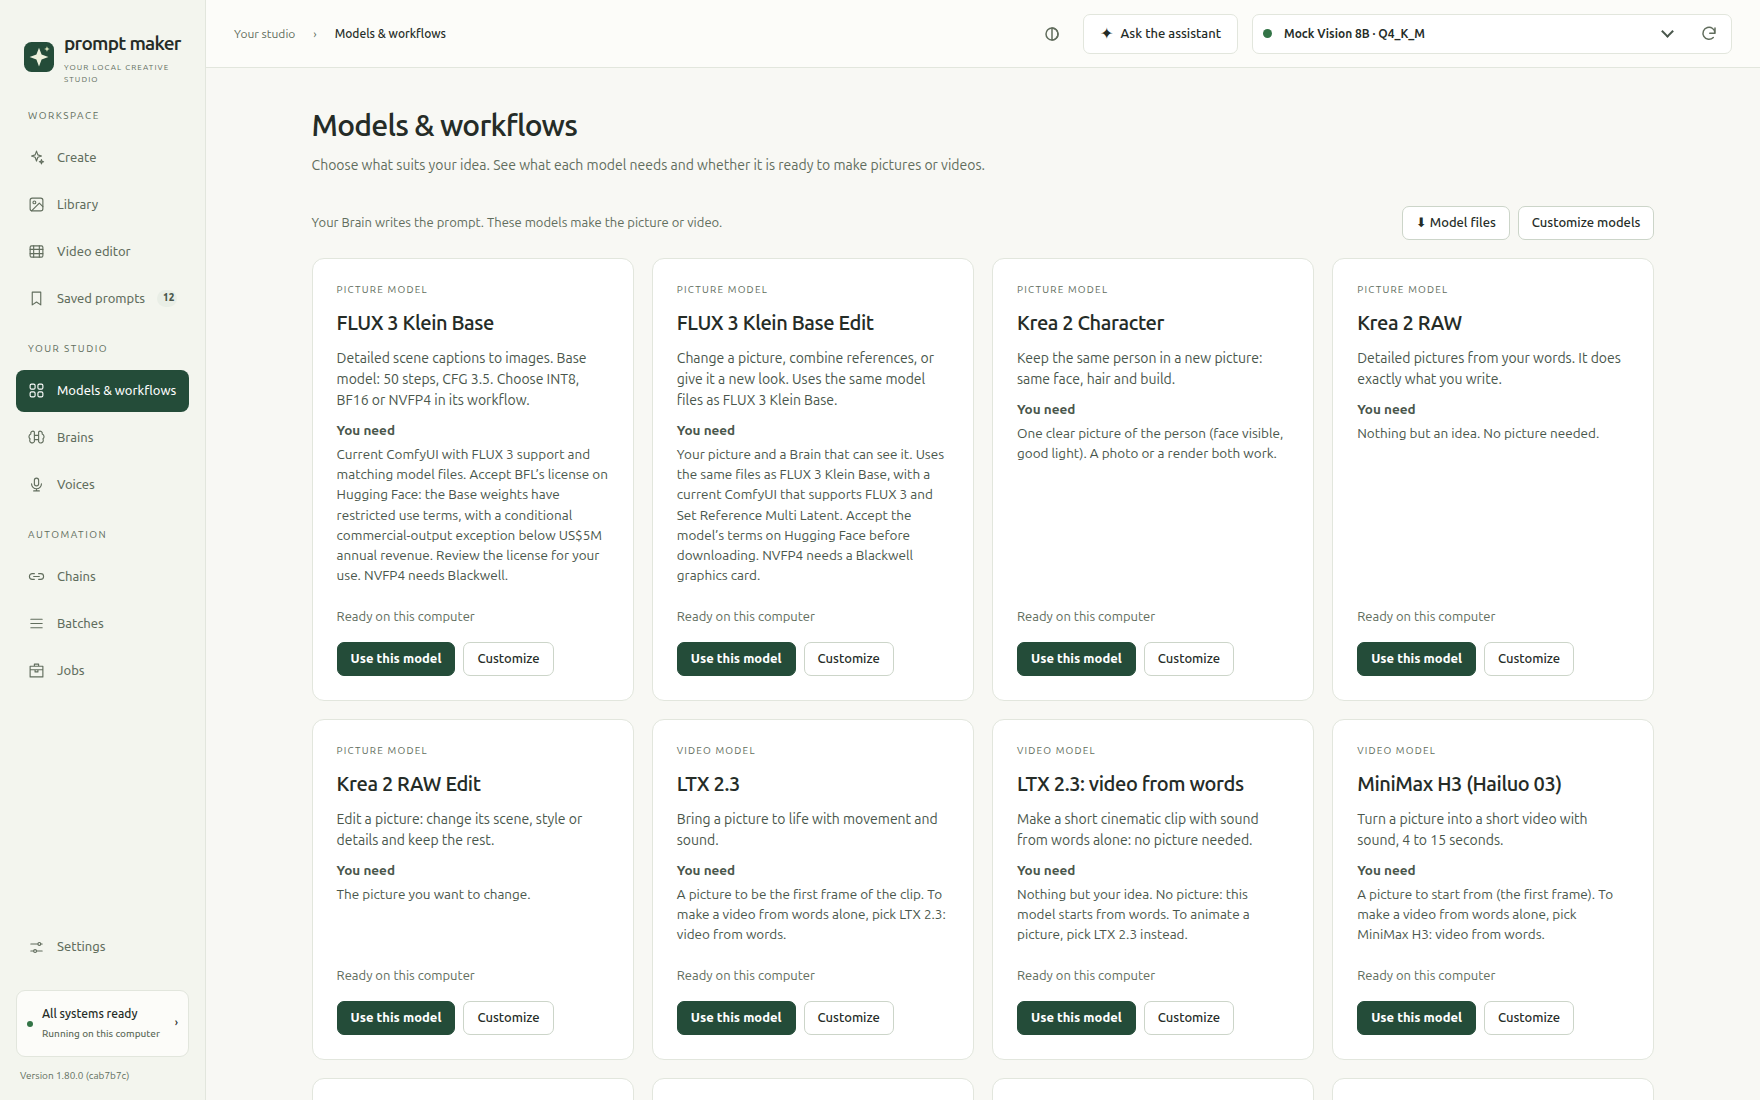 prompt maker
YOUR LOCAL CREATIVE
STUDIO
WORKSPACE
Create
Library
Video editor
Saved prompts 12
YOUR STUDIO
Models & workflows
Brains
Voices
AUTOMATION
Chains
Batches
Jobs
Settings
All systems ready ›
Running on this computer
Version 1.80.0 (cab7b7c)
Your studio › Models & workflows
Ask the assistant
Mock Vision 8B · Q4_K_M
Models & workflows
Choose what suits your idea. See what each model needs and whether it is ready to make pictures or videos.
Your Brain writes the prompt. These models make the picture or video.
Model files
Customize models
PICTURE MODEL
FLUX 3 Klein Base
Detailed scene captions to images. Base
model: 50 steps, CFG 3.5. Choose INT8,
BF16 or NVFP4 in its workflow.
You need
Current ComfyUI with FLUX 3 support and
matching model files. Accept BFL’s license on
Hugging Face: the Base weights have
restricted use terms, with a conditional
commercial-output exception below US$5M
annual revenue. Review the license for your
use. NVFP4 needs Blackwell.
Ready on this computer
Use this model
Customize
PICTURE MODEL
FLUX 3 Klein Base Edit
Change a picture, combine references, or
give it a new look. Uses the same model
files as FLUX 3 Klein Base.
You need
Your picture and a Brain that can see it. Uses
the same files as FLUX 3 Klein Base, with a
current ComfyUI that supports FLUX 3 and
Set Reference Multi Latent. Accept the
model’s terms on Hugging Face before
downloading. NVFP4 needs a Blackwell
graphics card.
Ready on this computer
Use this model
Customize
PICTURE MODEL
Krea 2 Character
Keep the same person in a new picture:
same face, hair and build.
You need
One clear picture of the person (face visible,
good light). A photo or a render both work.
Ready on this computer
Use this model
Customize
PICTURE MODEL
Krea 2 RAW
Detailed pictures from your words. It does
exactly what you write.
You need
Nothing but an idea. No picture needed.
Ready on this computer
Use this model
Customize
PICTURE MODEL
Krea 2 RAW Edit
Edit a picture: change its scene, style or
details and keep the rest.
You need
The picture you want to change.
Ready on this computer
Use this model
Customize
VIDEO MODEL
LTX 2.3
Bring a picture to life with movement and
sound.
You need
A picture to be the first frame of the clip. To
make a video from words alone, pick LTX 2.3:
video from words.
Ready on this computer
Use this model
Customize
VIDEO MODEL
LTX 2.3: video from words
Make a short cinematic clip with sound
from words alone: no picture needed.
You need
Nothing but your idea. No picture: this
model starts from words. To animate a
picture, pick LTX 2.3 instead.
Ready on this computer
Use this model
Customize
VIDEO MODEL
MiniMax H3 (Hailuo 03)
Turn a picture into a short video with
sound, 4 to 15 seconds.
You need
A picture to start from (the first frame). To
make a video from words alone, pick
MiniMax H3: video from words.
Ready on this computer
Use this model
Customize